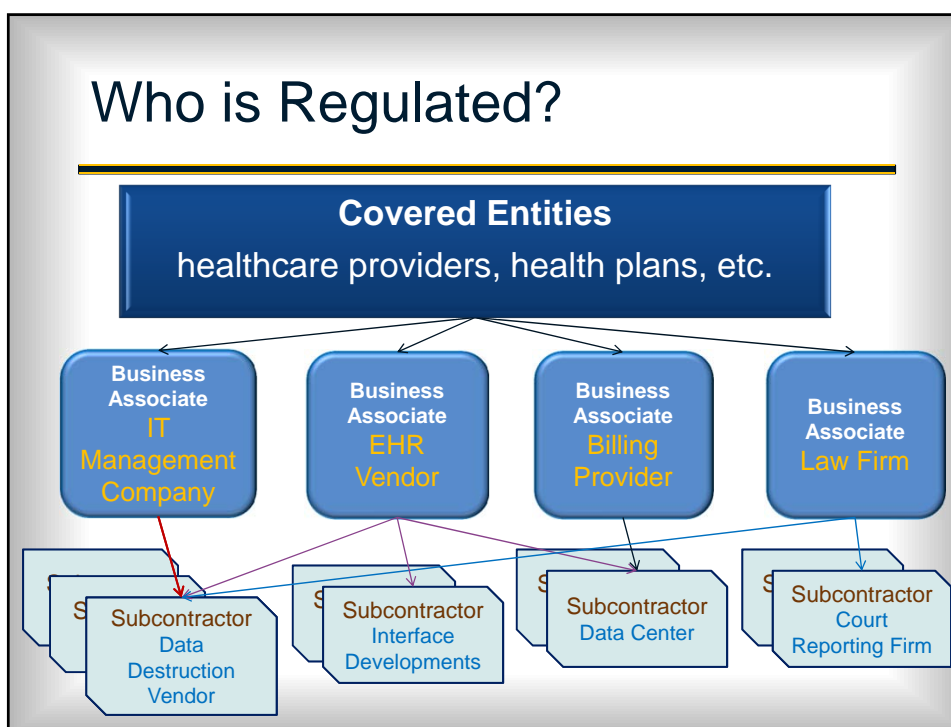 Who is Regulated?
Covered Entities
healthcare providers, health plans, etc.
Business
Associate
IT
Management
Company
Business
Associate
EHR
Vendor
Business
Associate
Billing
Provider
Business
Associate
Law Firm
S
S
Subcontractor
Data
Destruction
Vendor
S
Subcontractor
Interface
Developments
S
Subcontractor
Data Center
S
Subcontractor
Court
Reporting Firm